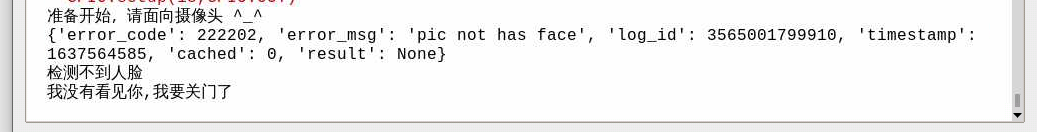 准备开始，请面向摄像头 ^_^
{'error_code': 222202, 'error_msg': 'pic not has face', 'log_id': 3565001799910, 'timestamp':
1637564585, 'cached': 0, 'result': None}
检测不到人脸
我没有看见你,我要关门了